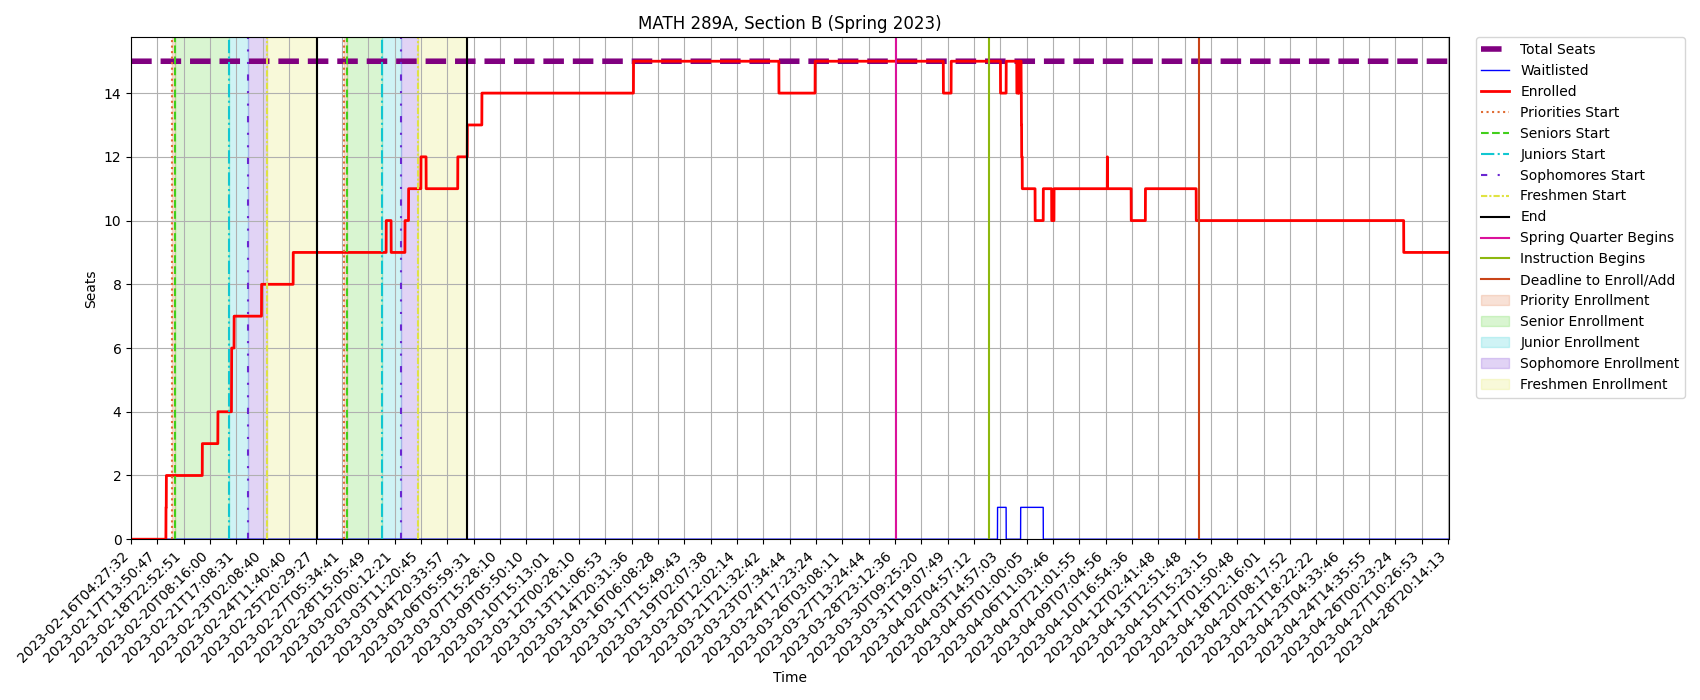 MATH 289A, Section B (Spring 2023)
Seats
14
12
10
8
6
4
2
0
2023-02-16T04:27:32
2023-02-17T13:50:47
2023-02-18T22:52:51
2023-02-20T08:16:00
2023-02-21T17:08:31
2023-02-23T02:08:40
2023-02-24T11:40:40
2023-02-25T20:29:27
2023-02-27T05:34:41
2023-02-28T15:05:49
2023-03-02T00:12:21
2023-03-03T11:20:45
2023-03-04T20:33:57
2023-03-06T05:59:31
2023-03-07T15:28:10
2023-03-09T05:50:10
2023-03-10T15:13:01
2023-03-12T00:28:10
2023-03-13T11:06:53
2023-03-14T20:31:36
2023-03-16T06:08:28
2023-03-17T15:49:43
2023-03-19T02:07:38
2023-03-20T12:02:14
2023-03-21T21:32:42
2023-03-23T07:34:44
2023-03-24T17:23:24
2023-03-26T03:08:11
2023-03-27T13:24:44
2023-03-28T23:12:36
2023-03-30T09:25:20
2023-03-31T19:07:49
2023-04-02T04:57:12
2023-04-03T14:57:03
2023-04-05T01:00:05
2023-04-06T11:03:46
2023-04-07T21:01:55
2023-04-09T07:04:56
2023-04-10T16:54:36
2023-04-12T02:41:48
2023-04-13T12:51:48
2023-04-15T15:23:15
2023-04-17T01:50:48
2023-04-18T12:16:01
2023-04-20T08:17:52
2023-04-21T18:22:22
2023-04-23T04:33:46
2023-04-24T14:35:55
2023-04-26T00:23:24
2023-04-27T10:26:53
2023-04-28T20:14:13
Time
Total Seats
Waitlisted
Enrolled
Priorities Start
Seniors Start
Juniors Start
Sophomores Start
Freshmen Start
End
Spring Quarter Begins
Instruction Begins
Deadline to Enroll/Add
Priority Enrollment
Senior Enrollment
Junior Enrollment
Sophomore Enrollment
Freshmen Enrollment